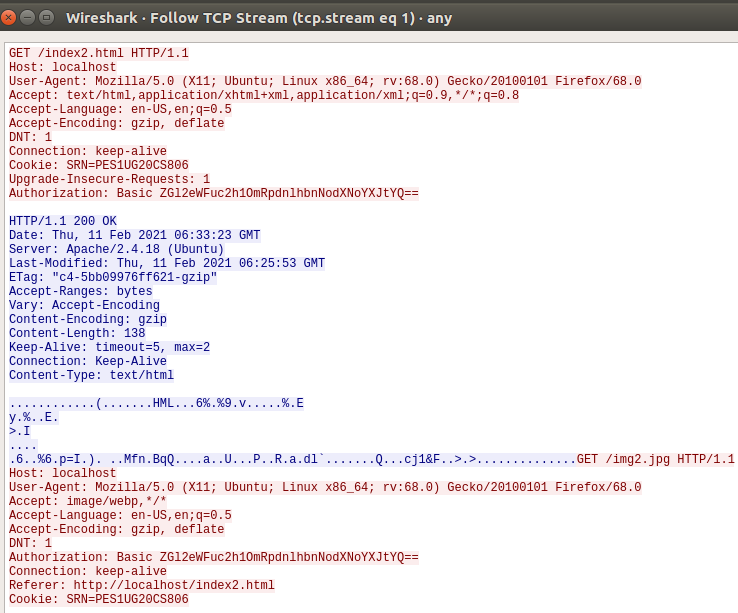 Wireshark · Follow TCP Stream (tcp.stream eq 1) · any
GET /index2.html HTTP/1.1
Host: localhost
User-Agent: Mozilla/5.0 (X11; Ubuntu; Linux x86_64; rv:68.0) Gecko/20100101 Firefox/68.0
Accept: text/html,application/xhtml+xml,application/xml;q=0.9,*/*;q=0.8
Accept-Language: en-US,en;q=0.5
Accept-Encoding: gzip, deflate
DNT: 1
Connection: keep-alive
Cookie: SRN=PES1UG20CS806
Upgrade-Insecure-Requests: 1
Authorization: Basic ZGl2eWFuc2h1OmRpdnlhbnNodXNoYXJtYQ==
HTTP/1.1 200 OK
Date: Thu, 11 Feb 2021 06:33:23 GMT
Server: Apache/2.4.18 (Ubuntu)
Last-Modified: Thu, 11 Feb 2021 06:25:53 GMT
ETag: "c4-5bb09976ff621-gzip"
Accept-Ranges: bytes
Vary: Accept-Encoding
Content-Encoding: gzip
Content-Length: 138
Keep-Alive: timeout=5, max=2
Connection: Keep-Alive
Content-Type: text/html
............(.......HML...6%.%9.v.....%.E
y.%..E.
>.I
....
.6..%6.p=I.). ..Mfn.BqQ....a..U...P..R.a.dl`.......Q...cj1&F..>.>..............GET /img2.jpg HTTP/1.1
Host: localhost
User-Agent: Mozilla/5.0 (X11; Ubuntu; Linux x86_64; rv:68.0) Gecko/20100101 Firefox/68.0
Accept: image/webp,*/*
Accept-Language: en-US,en;q=0.5
Accept-Encoding: gzip, deflate
DNT: 1
Authorization: Basic ZGl2eWFuc2h1OmRpdnlhbnNodXNoYXJtYQ==
Connection: keep-alive
Referer: http://localhost/index2.html
Cookie: SRN=PES1UG20CS806